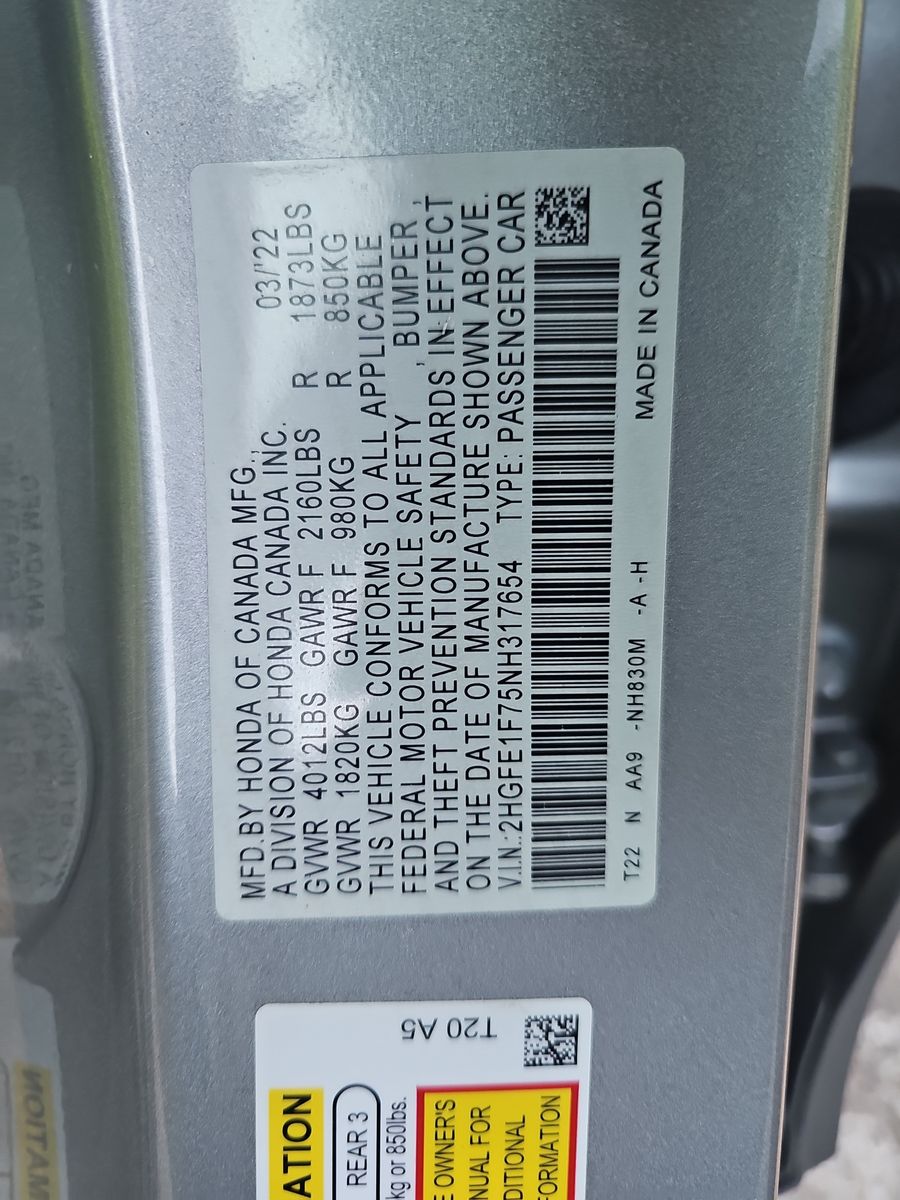 MFD.BY HONDA OF CANADA MFG.,
A DIVISION OF HONDA CANADA INC. 03/'22
GVWR 4012LBS GAWR F 2160LBS R 1873LBS
GVWR 1820KG GAWR F 980KG R 850KG
THIS VEHICLE CONFORMS TO ALL APPLICABLE
FEDERAL MOTOR VEHICLE SAFETY , BUMPER ,
AND THEFT PREVENTION STANDARDS IN EFFECT
ON THE DATE OF MANUFACTURE SHOWN ABOVE.
V.I.N.:2HGFE1F75NH317654 TYPE: PASSENGER CAR
T22 N AA9 -NH830M -A -H MADE IN CANADA
T20 A5
ATION
REAR 3
kg or 850lbs.
E OWNER'S
NUAL FOR
DITIONAL
FORMATION